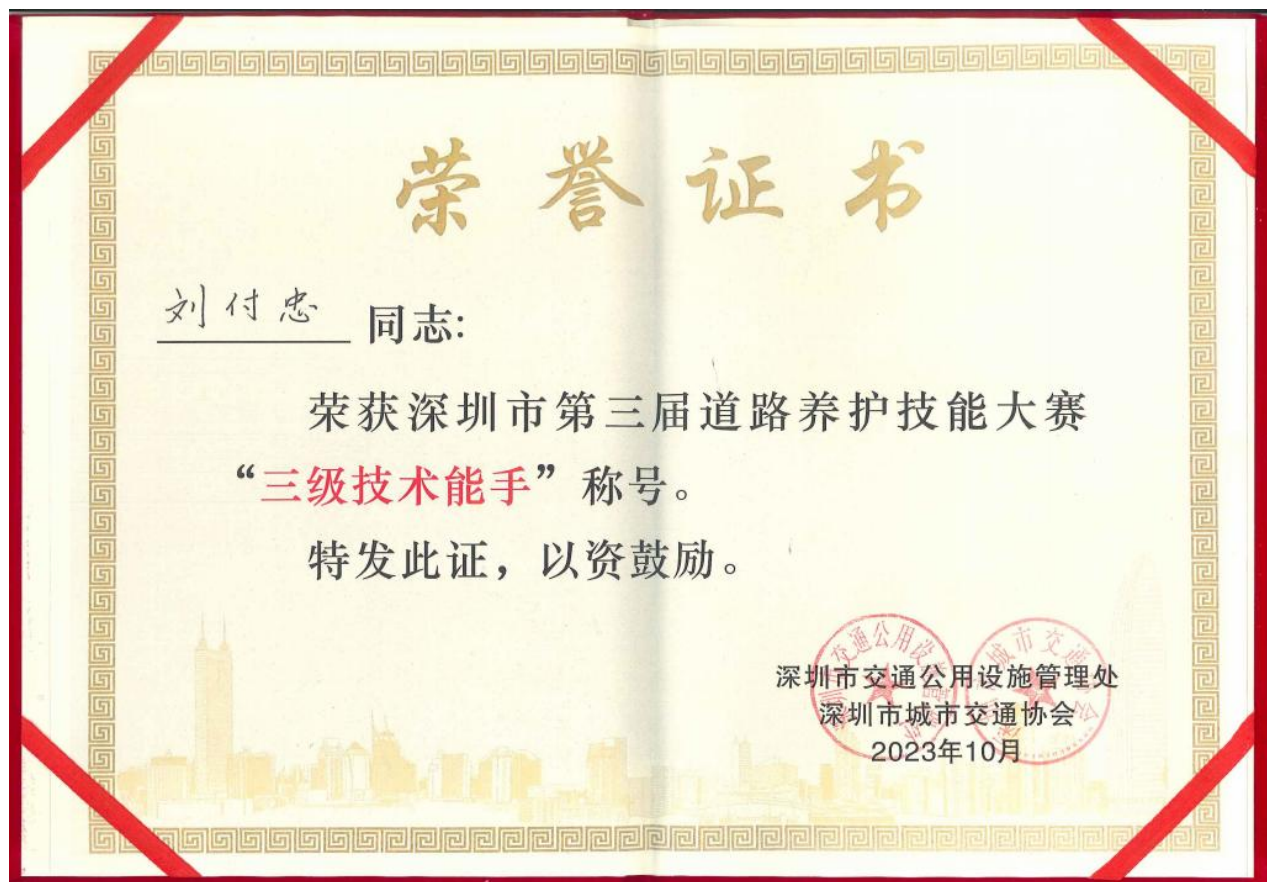 荣誉证书
刘付忠 同志:
荣获深圳市第三届道路养护技能大赛
“三级技术能手”称号。
特发此证，以资鼓励。
深圳市交通公用设施管理处
深圳市城市交通协会
2023年10月